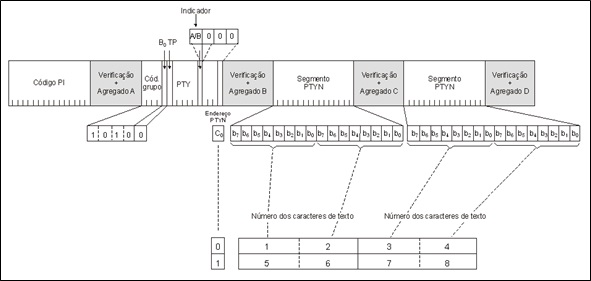 Indicador
B₀ TP
A/B 0 0 0
Código PI
Verificação + Agregado A
Cód. grupo
PTY
Verificação + Agregado B
Segmento PTYN
Verificação + Agregado C
Segmento PTYN
Verificação + Agregado D
Endereço PTYN
1 0 1 0 0
C₀
b₇ b₆ b₅ b₄ b₃ b₂ b₁ b₀ b₇ b₆ b₅ b₄ b₃ b₂ b₁ b₀
b₇ b₆ b₅ b₄ b₃ b₂ b₁ b₀ b₇ b₆ b₅ b₄ b₃ b₂ b₁ b₀
Número dos caracteres de texto
Número dos caracteres de texto
0 1 2 3 4
1 5 6 7 8